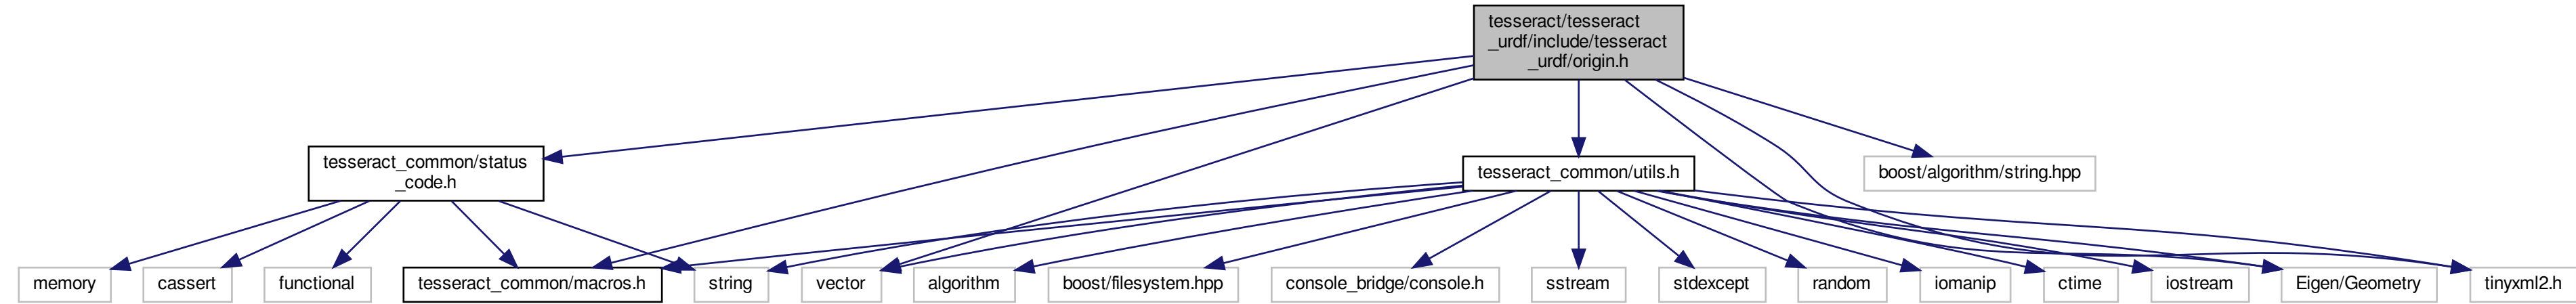 tesseract/tesseract
_urdf/include/tesseract
_urdf/origin.h
tesseract_common/status
_code.h
tesseract_common/utils.h
boost/algorithm/string.hpp
memory
cassert
functional
tesseract_common/macros.h
string
vector
algorithm
boost/filesystem.hpp
console_bridge/console.h
sstream
stdexcept
random
iomanip
ctime
iostream
Eigen/Geometry
tinyxml2.h